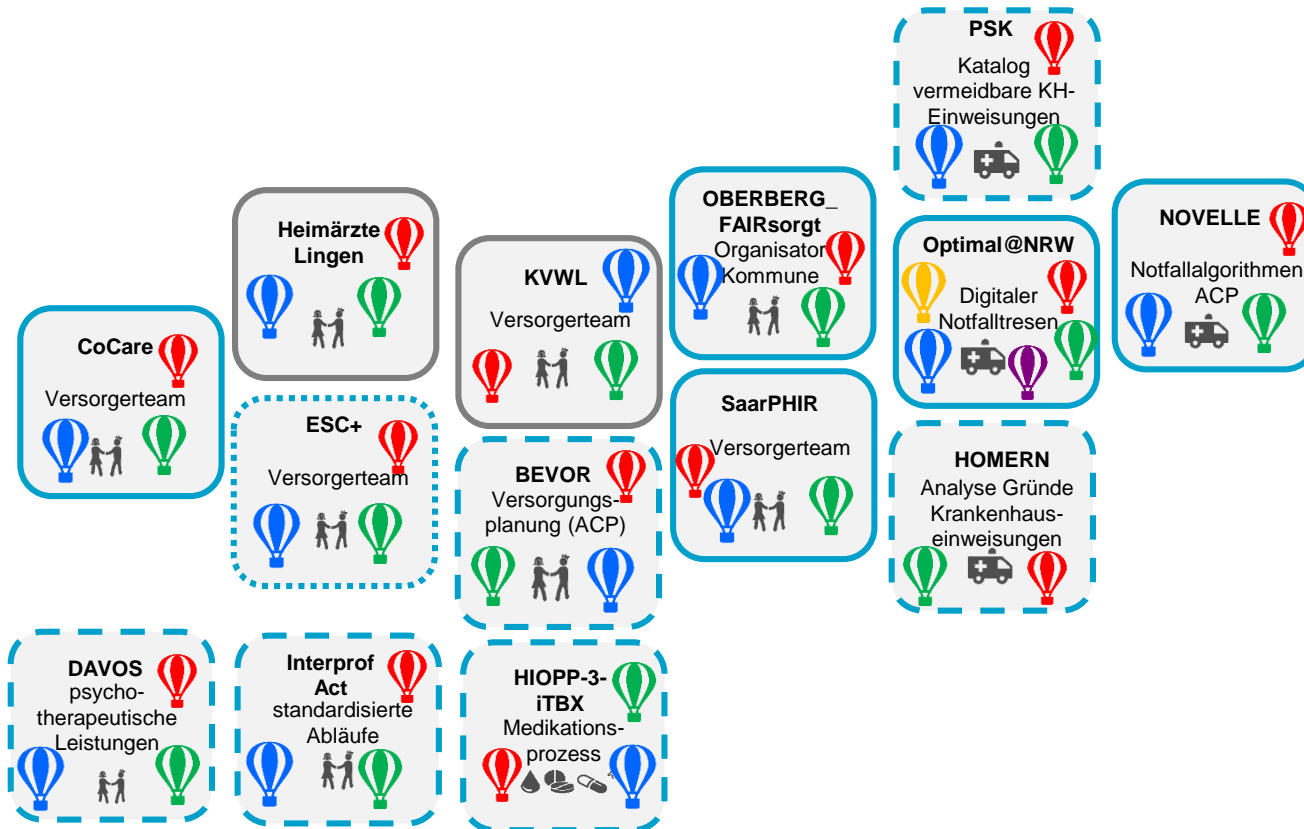 PSK
Katalog
vermeidbare KH-
Einweisungen
Heimärzte
Lingen
KVWL
Versorgerteam
OBERBERG_
FAIRsorgt
Organisator
Kommune
Optimal@NRW
Digitaler
Notfalltresen
NOVELLE
Notfallalgorithmen
ACP
CoCare
Versorgerteam
ESC+
Versorgerteam
BEVOR
Versorgungs-
planung (ACP)
SaarPHIR
Versorgerteam
HOMERN
Analyse Gründe
Krankenhaus-
einweisungen
DAVOS
psycho-
therapeutische
Leistungen
Interprof
Act
standardisierte
Abläufe
HIOPP-3-
iTBX
Medikations-
prozess